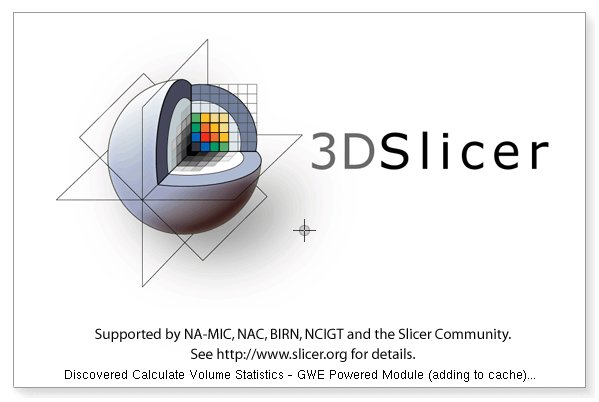 3DSlicer
Supported by NA-MIC, NAC, BIRN, NCIGT and the Slicer Community.
See http://www.slicer.org for details.
Discovered Calculate Volume Statistics - GWE Powered Module (adding to cache)...